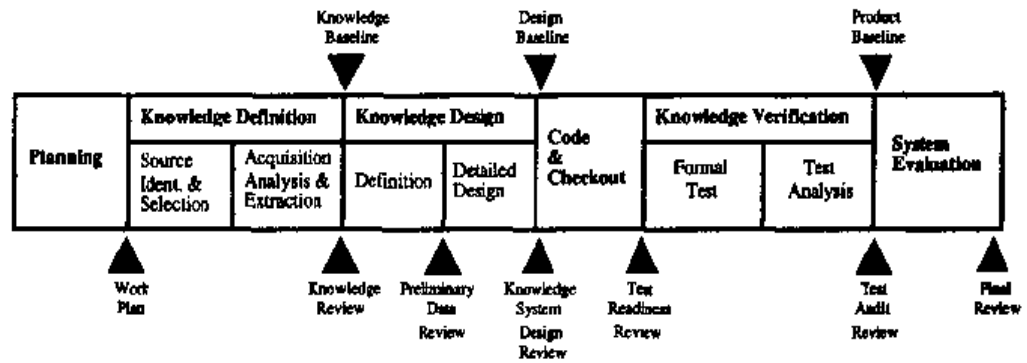 Knowledge
Baseline
Design
Baseline
Product
Baseline
Planning
Knowledge Definition
Source
Ident. &
Selection
Acquisition
Analysis &
Extraction
Knowledge Design
Definition
Detailed
Design
Code
&
Checkout
Knowledge Verification
Formal
Test
Test
Analysis
System
Evaluation
Work
Plan
Knowledge
Review
Preliminary
Data
Review
Knowledge
System
Design
Review
Test
Readiness
Review
Test
Audit
Review
Final
Review